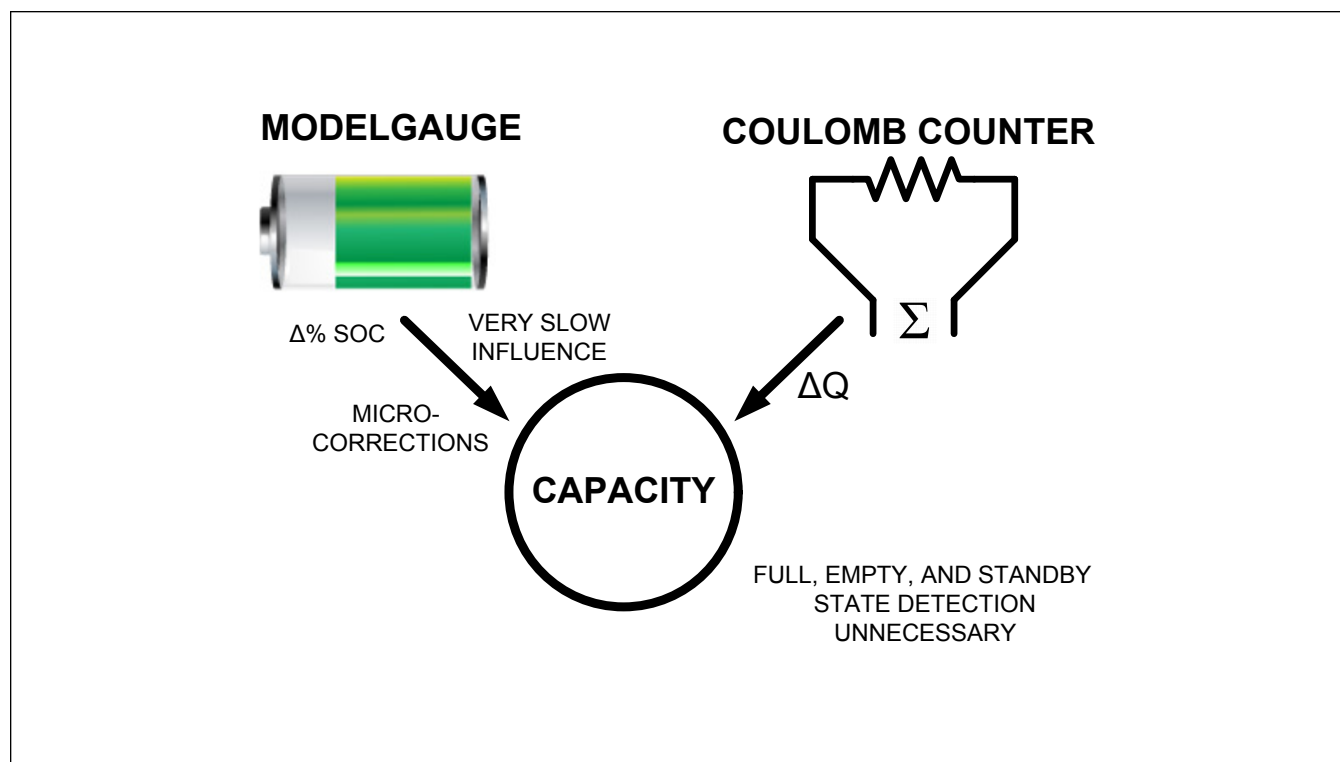 MODELGAUGE
COULOMB COUNTER
Σ
Δ% SOC
VERY SLOW
INFLUENCE
ΔQ
MICRO-
CORRECTIONS
CAPACITY
FULL, EMPTY, AND STANDBY
STATE DETECTION
UNNECESSARY